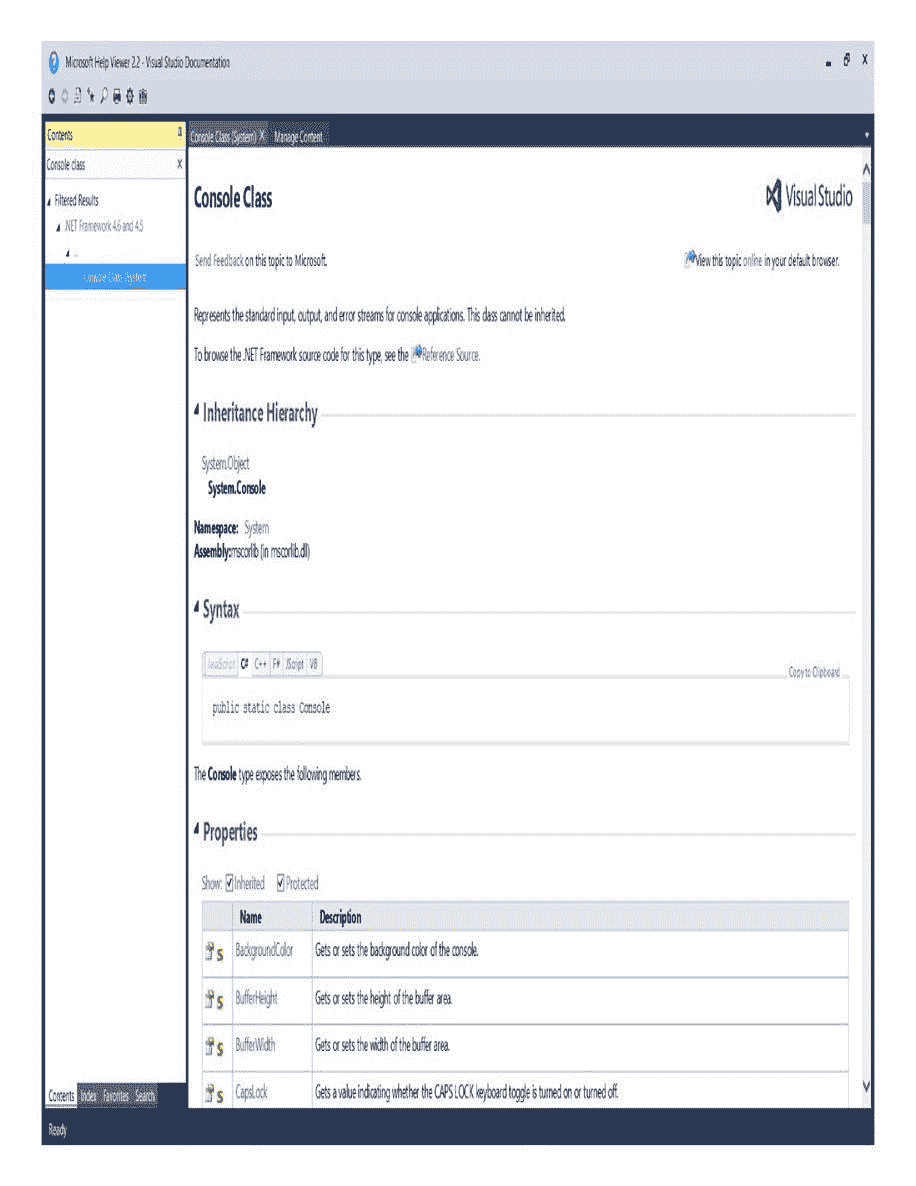 Microsoft Help Viewer 2.2 - Visual Studio Documentation
Contents
Console class X
Filtered Results
.NET Framework 4.6 and 4.5
...
Console Class (System)
Console Class (System) X Manage Content
Console Class
Visual Studio
Send Feedback on this topic to Microsoft.
View this topic online in your default browser.
Represents the standard input, output, and error streams for console applications. This class cannot be inherited.
To browse the .NET Framework source code for this type, see the Reference Source.
Inheritance Hierarchy
System.Object
System.Console
Namespace: System
Assembly:mscorlib (in mscorlib.dll)
Syntax
JavaScript C# C++ F# JScript VB
Copy to Clipboard
public static class Console
The Console type exposes the following members.
Properties
Show: Inherited Protected
Name Description
S BackgroundColor Gets or sets the background color of the console.
S BufferHeight Gets or sets the height of the buffer area.
S BufferWidth Gets or sets the width of the buffer area.
S CapsLock Gets a value indicating whether the CAPS LOCK keyboard toggle is turned on or turned off.
Contents Index Favorites Search
Ready